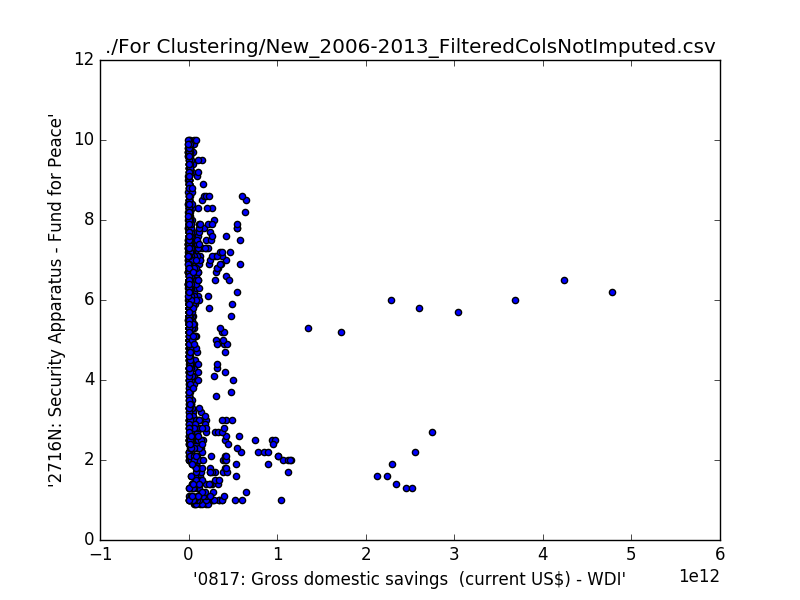 ./For Clustering/New_2006-2013_FilteredColsNotImputed.csv
12
10
8
6
4
2
0
'2716N: Security Apparatus - Fund for Peace'
−1 0 1 2 3 4 5 6
1e12
'0817: Gross domestic savings  (current US$) - WDI'